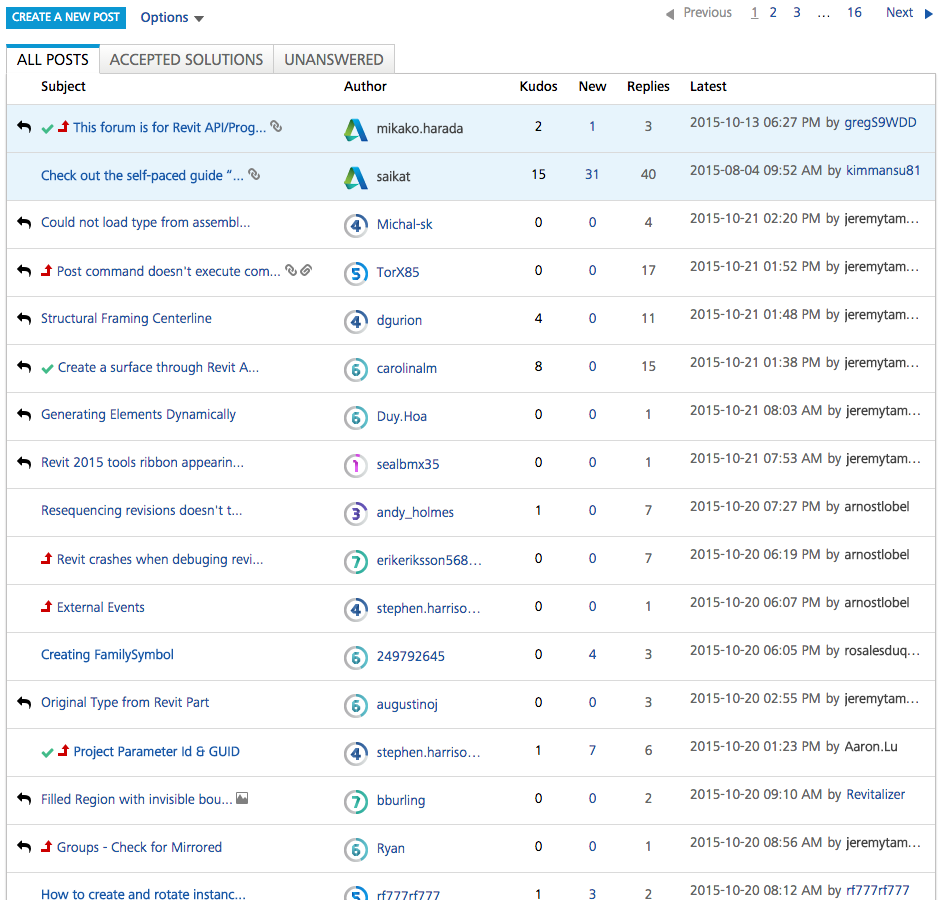 CREATE A NEW POST Options Previous 1 2 3 ... 16 Next
ALL POSTS ACCEPTED SOLUTIONS UNANSWERED
Subject Author Kudos New Replies Latest
This forum is for Revit API/Prog... mikako.harada 2 1 3 2015-10-13 06:27 PM by gregS9WDD
Check out the self-paced guide “... saikat 15 31 40 2015-08-04 09:52 AM by kimmansu81
Could not load type from assembl... 4 Michal-sk 0 0 4 2015-10-21 02:20 PM by jeremytam...
Post command doesn't execute com... 5 TorX85 0 0 17 2015-10-21 01:52 PM by jeremytam...
Structural Framing Centerline 4 dgurion 4 0 11 2015-10-21 01:48 PM by jeremytam...
Create a surface through Revit A... 6 carolinalm 8 0 15 2015-10-21 01:38 PM by jeremytam...
Generating Elements Dynamically 6 Duy.Hoa 0 0 1 2015-10-21 08:03 AM by jeremytam...
Revit 2015 tools ribbon appearin... 1 sealbmx35 0 0 1 2015-10-21 07:53 AM by jeremytam...
Resequencing revisions doesn't t... 3 andy_holmes 1 0 7 2015-10-20 07:27 PM by arnostlobel
Revit crashes when debuging revi... 7 erikeriksson568... 0 0 7 2015-10-20 06:19 PM by arnostlobel
External Events 4 stephen.harriso... 0 0 1 2015-10-20 06:07 PM by arnostlobel
Creating FamilySymbol 6 249792645 0 4 3 2015-10-20 06:05 PM by rosalesduq...
Original Type from Revit Part 6 augustinoj 0 0 3 2015-10-20 02:55 PM by jeremytam...
Project Parameter Id & GUID 4 stephen.harriso... 1 7 6 2015-10-20 01:23 PM by Aaron.Lu
Filled Region with invisible bou... 7 bburling 0 0 2 2015-10-20 09:10 AM by Revitalizer
Groups - Check for Mirrored 6 Ryan 0 0 1 2015-10-20 08:56 AM by jeremytam...
How to create and rotate instanc... 5 rf777rf777 1 3 2 2015-10-20 08:12 AM by rf777rf777